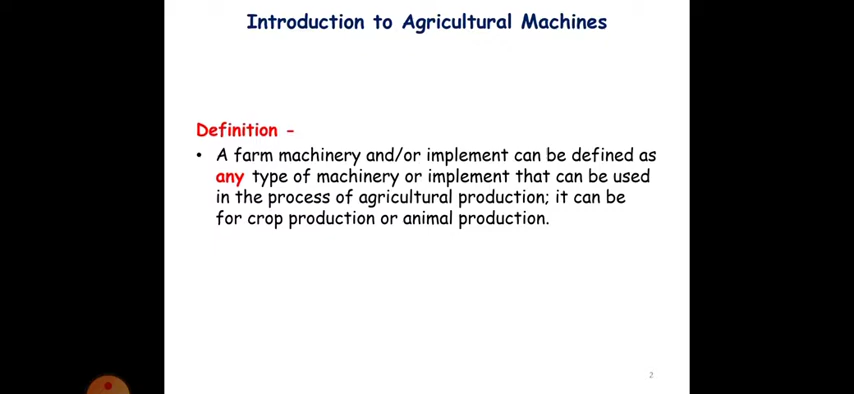 Introduction to Agricultural Machines
Definition -
• A farm machinery and/or implement can be defined as
any type of machinery or implement that can be used
in the process of agricultural production; it can be
for crop production or animal production.
2